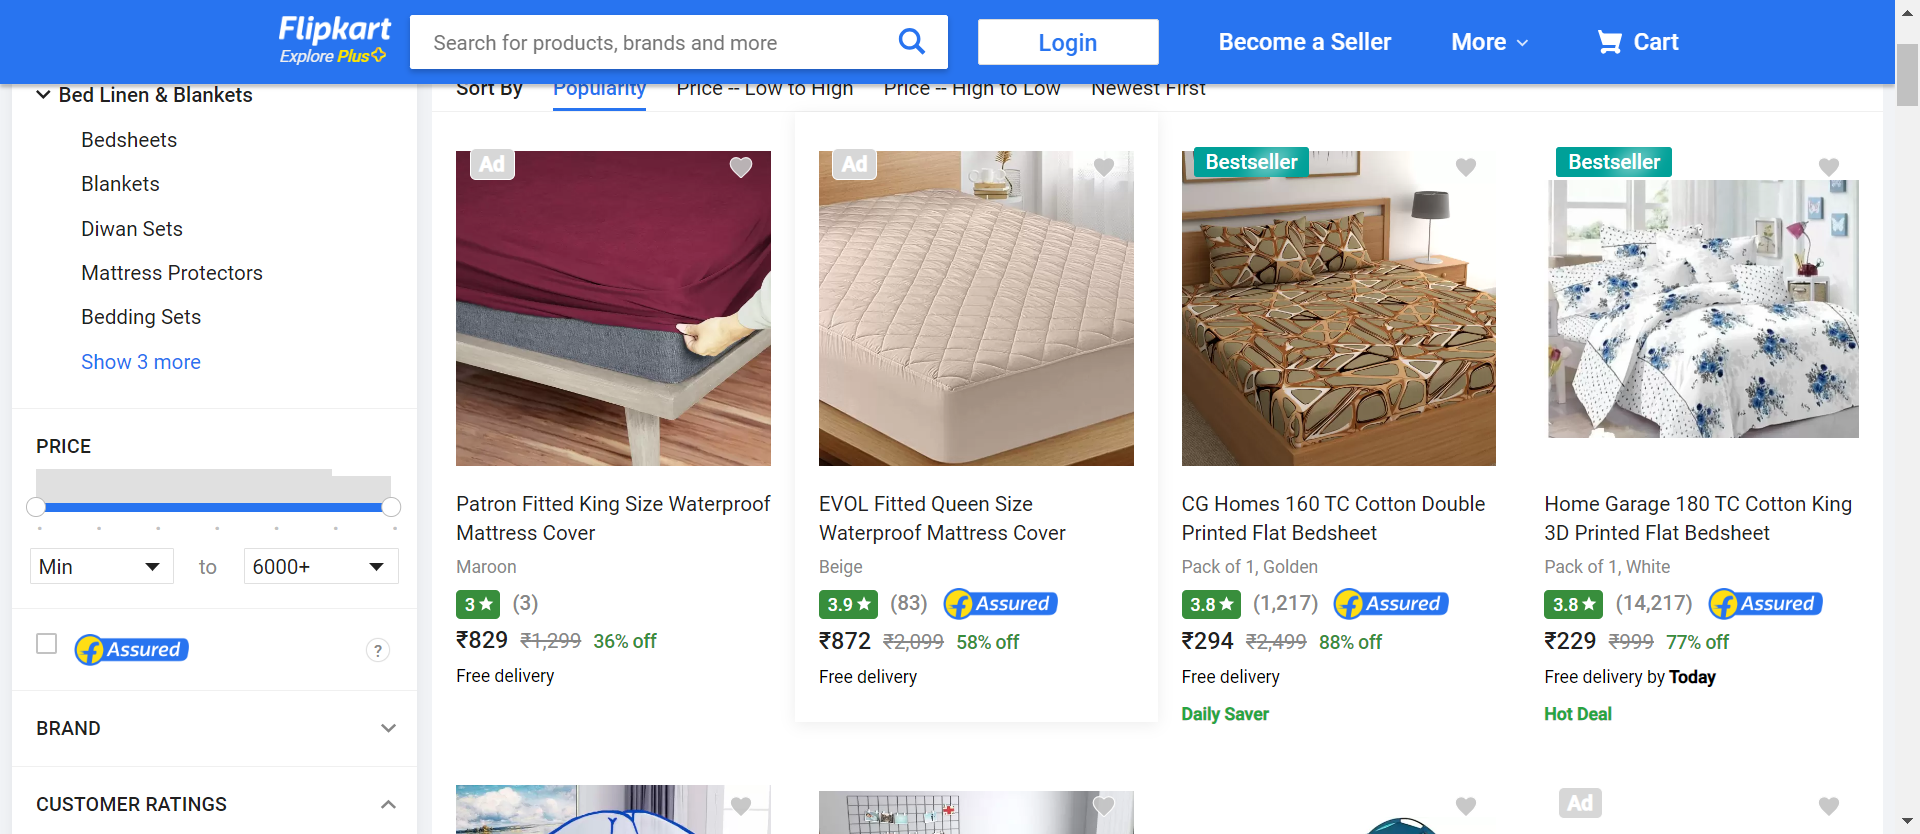 Flipkart
Explore Plus
Search for products, brands and more
Login
Become a Seller
More
Cart
Bed Linen & Blankets
Bedsheets
Blankets
Diwan Sets
Mattress Protectors
Bedding Sets
Show 3 more
PRICE
Min
to
6000+
Assured
?
BRAND
CUSTOMER RATINGS
Sort By
Popularity
Price -- Low to High
Price -- High to Low
Newest First
Ad
Patron Fitted King Size Waterproof
Mattress Cover
Maroon
3 ★ (3)
₹829 ₹1,299 36% off
Free delivery
Ad
EVOL Fitted Queen Size
Waterproof Mattress Cover
Beige
3.9 ★ (83) Assured
₹872 ₹2,099 58% off
Free delivery
Bestseller
CG Homes 160 TC Cotton Double
Printed Flat Bedsheet
Pack of 1, Golden
3.8 ★ (1,217) Assured
₹294 ₹2,499 88% off
Free delivery
Daily Saver
Bestseller
Home Garage 180 TC Cotton King
3D Printed Flat Bedsheet
Pack of 1, White
3.8 ★ (14,217) Assured
₹229 ₹999 77% off
Free delivery by Today
Hot Deal
Ad